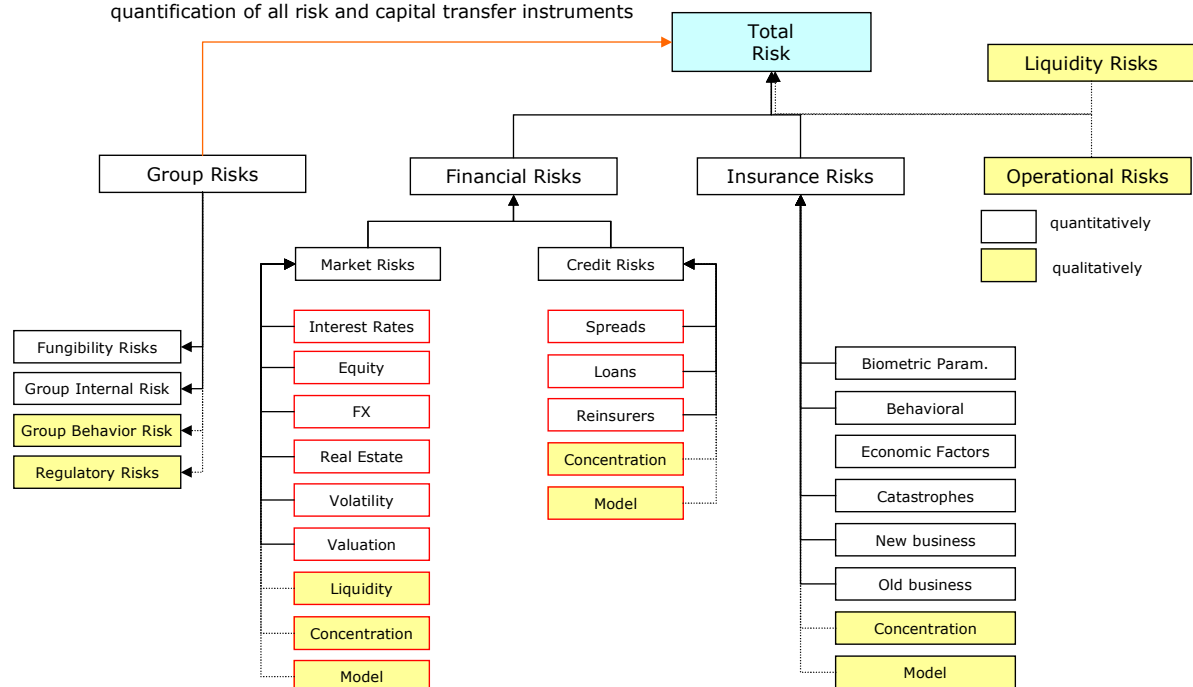 quantification of all risk and capital transfer instruments
Total
Risk
Liquidity Risks
Group Risks
Financial Risks
Insurance Risks
Operational Risks
quantitatively
qualitatively
Market Risks
Credit Risks
Interest Rates
Equity
FX
Real Estate
Volatility
Valuation
Liquidity
Concentration
Model
Spreads
Loans
Reinsurers
Concentration
Model
Fungibility Risks
Group Internal Risk
Group Behavior Risk
Regulatory Risks
Biometric Param.
Behavioral
Economic Factors
Catastrophes
New business
Old business
Concentration
Model